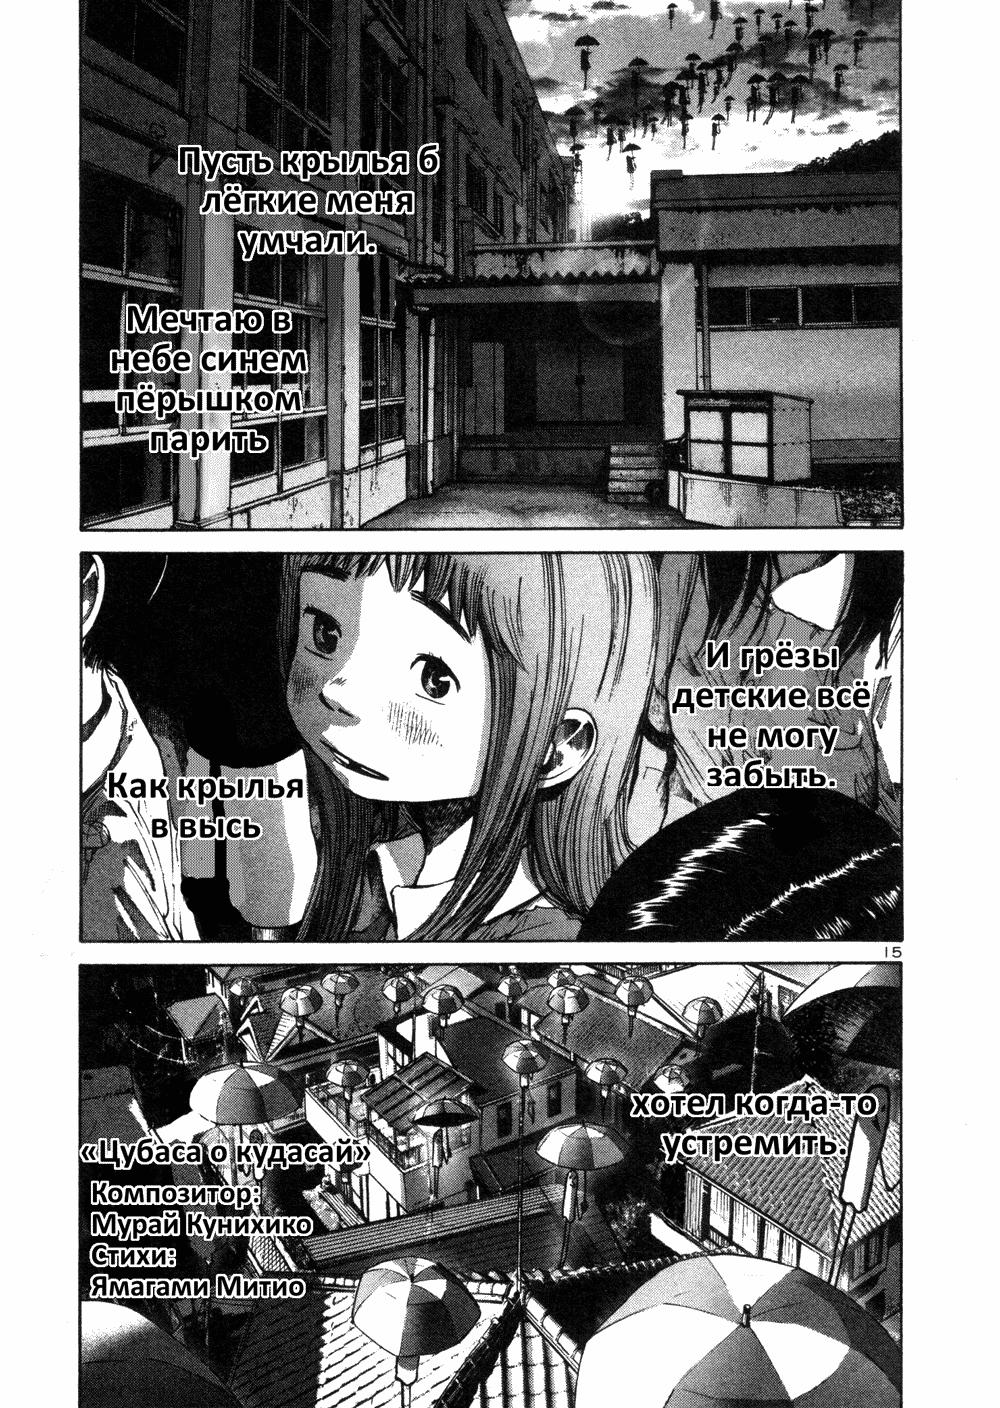 Пусть крылья б
лёгкие меня
умчали.
Мечтаю в
небе синем
пёрышком
парить
И грёзы
детские всё
не могу
забыть.
Как крылья
в высь
15
хотел когда-то
устремить.
«Цубаса о кудасай»
Композитор:
Мурай Кунихико
Стихи:
Ямагами Митио